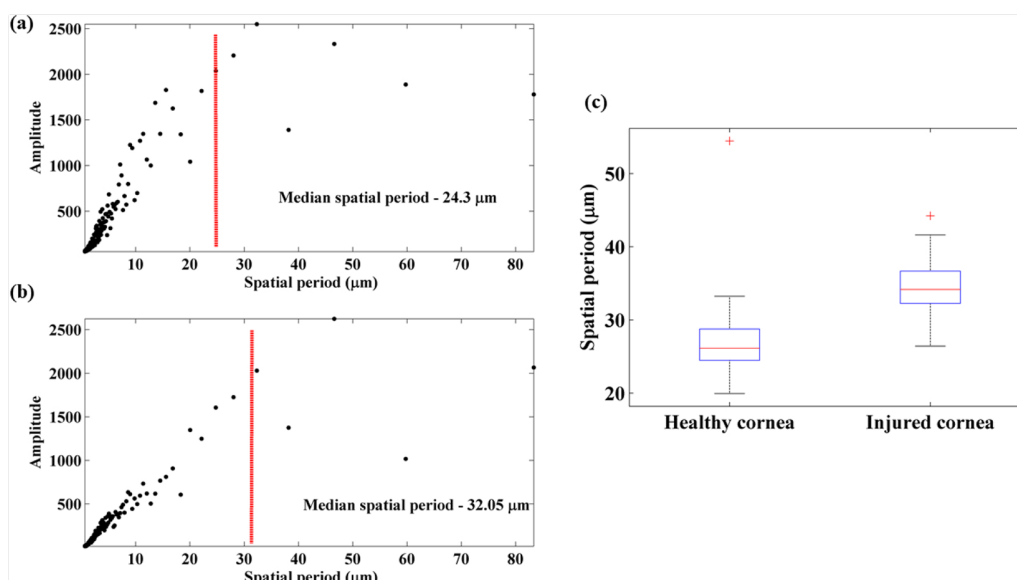 (a)
2500
2000
1500
1000
500
Amplitude
Median spatial period - 24.3 μm
10 20 30 40 50 60 70 80
Spatial period (μm)
(b)
2500
2000
1500
1000
500
Amplitude
Median spatial period - 32.05 μm
10 20 30 40 50 60 70 80
Spatial period (μm)
(c)
50
40
30
20
Spatial period (μm)
Healthy cornea Injured cornea